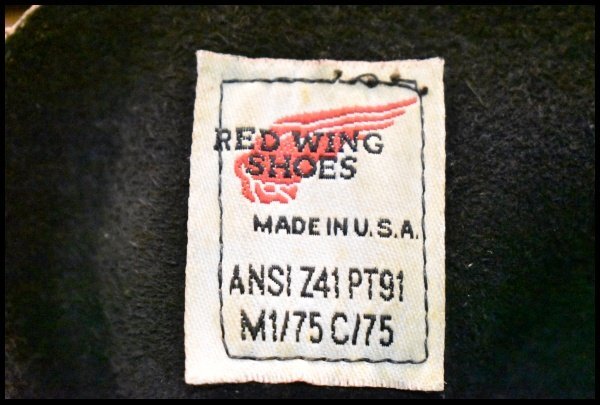 RED WING
SHOES
MADE IN U.S.A.
ANSI Z41 PT91
M1/75 C/75